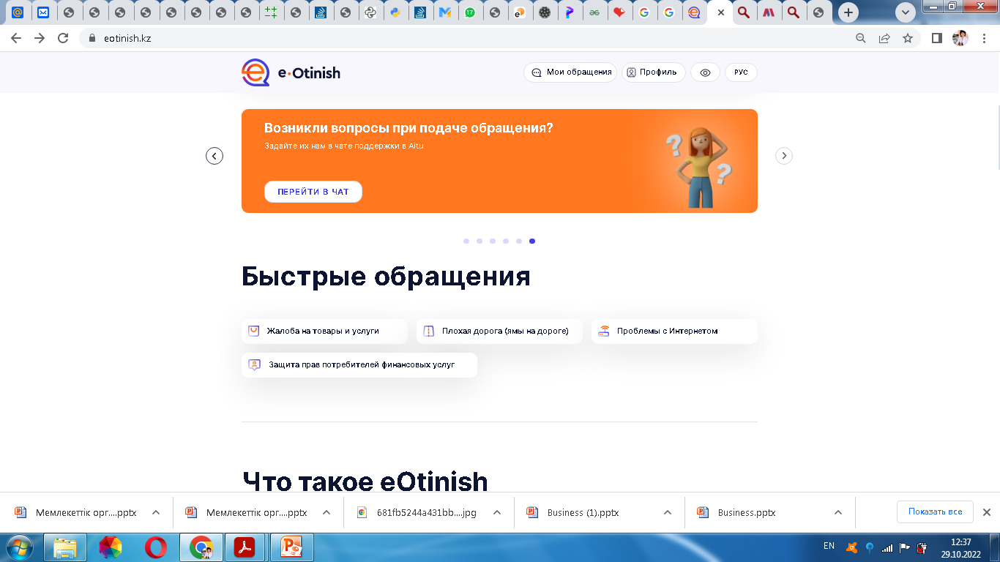 17
eotinish.kz
e·Otinish
Мои обращения
Профиль
РУС
Возникли вопросы при подаче обращения?
Задайте их нам в чате поддержки в Aitu
ПЕРЕЙТИ В ЧАТ
Быстрые обращения
Жалоба на товары и услуги
Плохая дорога (ямы на дороге)
Проблемы с Интернетом
Защита прав потребителей финансовых услуг
Что такое eOtinish
Мемлекеттік орг....pptx
Мемлекеттік орг....pptx
681fb5244a431bb....jpg
Business (1).pptx
Business.pptx
Показать все
EN
12:37
29.10.2022